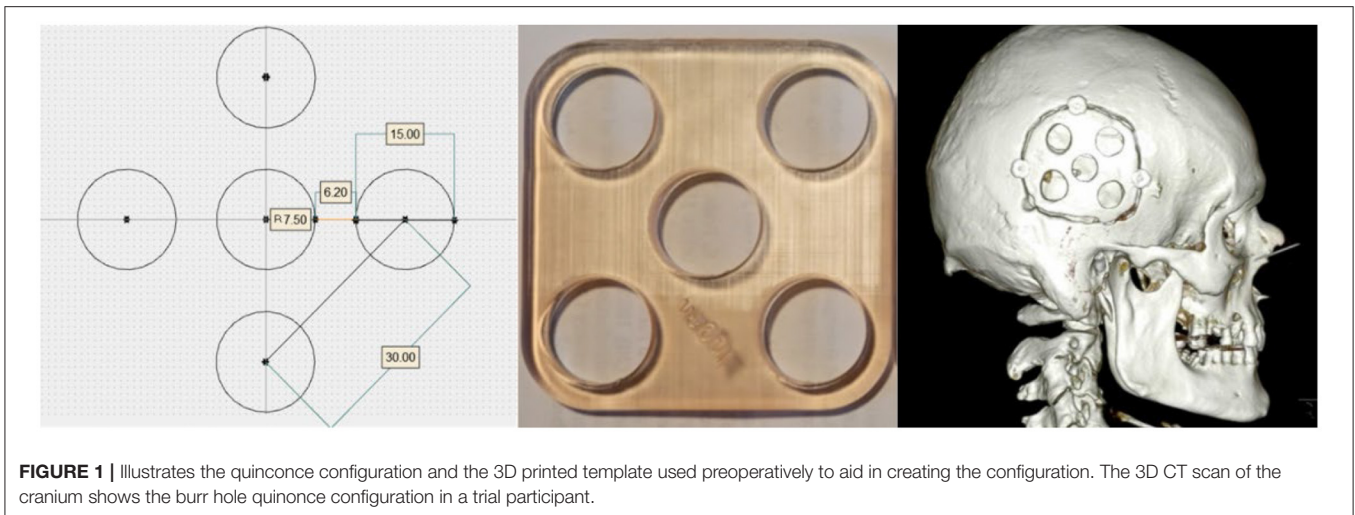 15.00
6.20
R7.50
30.00
FIGURE 1 | Illustrates the quinconce configuration and the 3D printed template used preoperatively to aid in creating the configuration. The 3D CT scan of the
cranium shows the burr hole quinonce configuration in a trial participant.